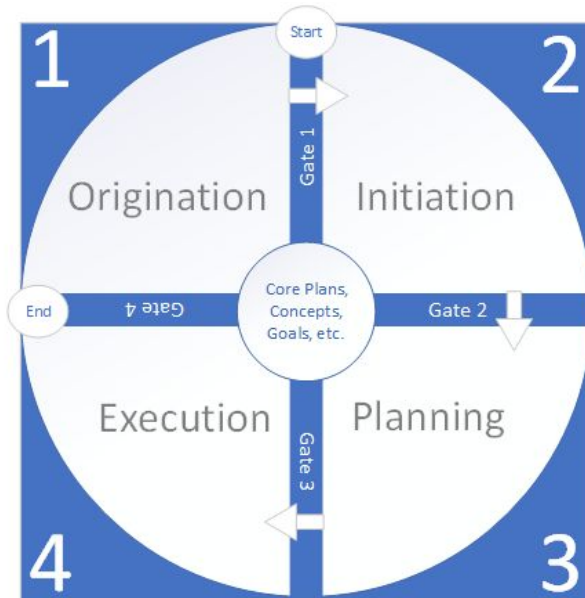 1
Start
2
Gate 1
Origination
Initiation
End
Gate 4
Core Plans,
Concepts,
Goals, etc.
Gate 2
Execution
Planning
Gate 3
4
3